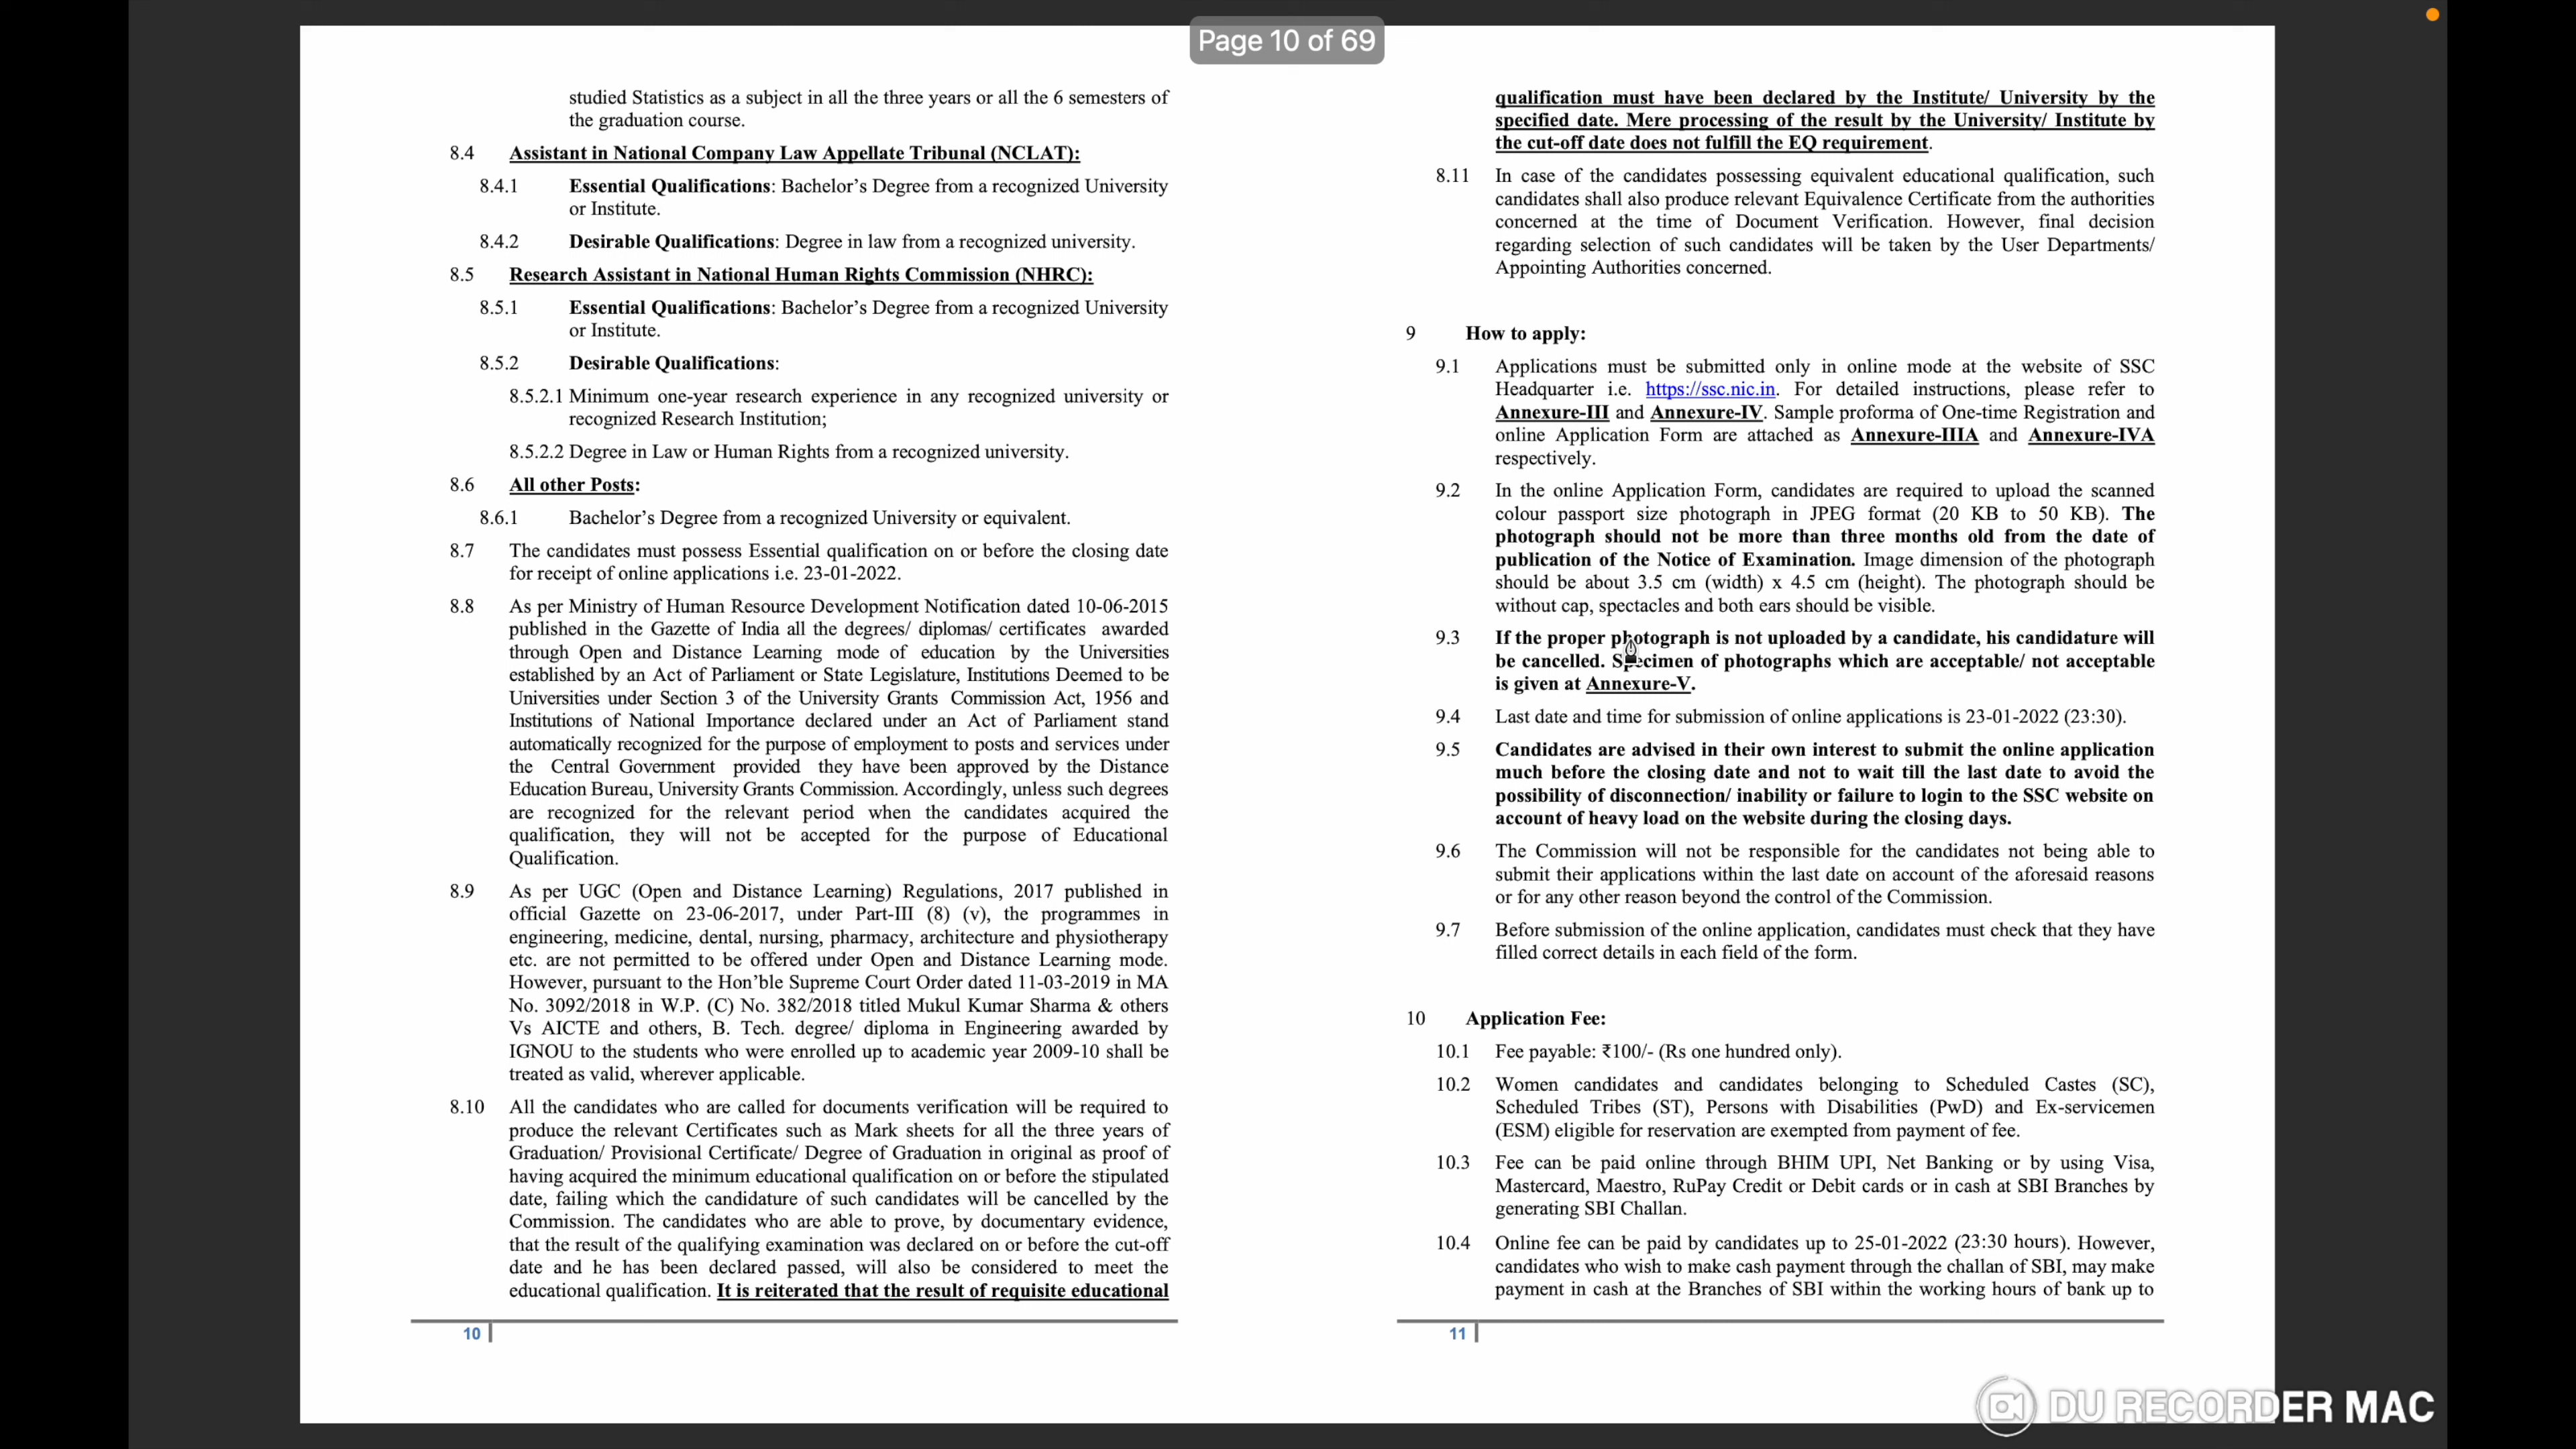 Page 10 of 69
studied Statistics as a subject in all the three years or all the 6 semesters of
the graduation course.
8.4 Assistant in National Company Law Appellate Tribunal (NCLAT):
8.4.1 Essential Qualifications: Bachelor's Degree from a recognized University
or Institute.
8.4.2 Desirable Qualifications: Degree in law from a recognized university.
8.5 Research Assistant in National Human Rights Commission (NHRC):
8.5.1 Essential Qualifications: Bachelor's Degree from a recognized University
or Institute.
8.5.2 Desirable Qualifications:
8.5.2.1 Minimum one-year research experience in any recognized university or
recognized Research Institution;
8.5.2.2 Degree in Law or Human Rights from a recognized university.
8.6 All other Posts:
8.6.1 Bachelor's Degree from a recognized University or equivalent.
8.7 The candidates must possess Essential qualification on or before the closing date
for receipt of online applications i.e. 23-01-2022.
8.8 As per Ministry of Human Resource Development Notification dated 10-06-2015
published in the Gazette of India all the degrees/ diplomas/ certificates awarded
through Open and Distance Learning mode of education by the Universities
established by an Act of Parliament or State Legislature, Institutions Deemed to be
Universities under Section 3 of the University Grants Commission Act, 1956 and
Institutions of National Importance declared under an Act of Parliament stand
automatically recognized for the purpose of employment to posts and services under
the Central Government provided they have been approved by the Distance
Education Bureau, University Grants Commission. Accordingly, unless such degrees
are recognized for the relevant period when the candidates acquired the
qualification, they will not be accepted for the purpose of Educational
Qualification.
8.9 As per UGC (Open and Distance Learning) Regulations, 2017 published in
official Gazette on 23-06-2017, under Part-III (8) (v), the programmes in
engineering, medicine, dental, nursing, pharmacy, architecture and physiotherapy
etc. are not permitted to be offered under Open and Distance Learning mode.
However, pursuant to the Hon'ble Supreme Court Order dated 11-03-2019 in MA
No. 3092/2018 in W.P. (C) No. 382/2018 titled Mukul Kumar Sharma & others
Vs AICTE and others, B. Tech. degree/ diploma in Engineering awarded by
IGNOU to the students who were enrolled up to academic year 2009-10 shall be
treated as valid, wherever applicable.
8.10 All the candidates who are called for documents verification will be required to
produce the relevant Certificates such as Mark sheets for all the three years of
Graduation/ Provisional Certificate/ Degree of Graduation in original as proof of
having acquired the minimum educational qualification on or before the stipulated
date, failing which the candidature of such candidates will be cancelled by the
Commission. The candidates who are able to prove, by documentary evidence,
that the result of the qualifying examination was declared on or before the cut-off
date and he has been declared passed, will also be considered to meet the
educational qualification. It is reiterated that the result of requisite educational
10
qualification must have been declared by the Institute/ University by the
specified date. Mere processing of the result by the University/ Institute by
the cut-off date does not fulfill the EQ requirement.
8.11 In case of the candidates possessing equivalent educational qualification, such
candidates shall also produce relevant Equivalence Certificate from the authorities
concerned at the time of Document Verification. However, final decision
regarding selection of such candidates will be taken by the User Departments/
Appointing Authorities concerned.
9 How to apply:
9.1 Applications must be submitted only in online mode at the website of SSC
Headquarter i.e. https://ssc.nic.in. For detailed instructions, please refer to
Annexure-III and Annexure-IV. Sample proforma of One-time Registration and
online Application Form are attached as Annexure-IIIA and Annexure-IVA
respectively.
9.2 In the online Application Form, candidates are required to upload the scanned
colour passport size photograph in JPEG format (20 KB to 50 KB). The
photograph should not be more than three months old from the date of
publication of the Notice of Examination. Image dimension of the photograph
should be about 3.5 cm (width) x 4.5 cm (height). The photograph should be
without cap, spectacles and both ears should be visible.
9.3 If the proper photograph is not uploaded by a candidate, his candidature will
be cancelled. Specimen of photographs which are acceptable/ not acceptable
is given at Annexure-V.
9.4 Last date and time for submission of online applications is 23-01-2022 (23:30).
9.5 Candidates are advised in their own interest to submit the online application
much before the closing date and not to wait till the last date to avoid the
possibility of disconnection/ inability or failure to login to the SSC website on
account of heavy load on the website during the closing days.
9.6 The Commission will not be responsible for the candidates not being able to
submit their applications within the last date on account of the aforesaid reasons
or for any other reason beyond the control of the Commission.
9.7 Before submission of the online application, candidates must check that they have
filled correct details in each field of the form.
10 Application Fee:
10.1 Fee payable: ₹100/- (Rs one hundred only).
10.2 Women candidates and candidates belonging to Scheduled Castes (SC),
Scheduled Tribes (ST), Persons with Disabilities (PwD) and Ex-servicemen
(ESM) eligible for reservation are exempted from payment of fee.
10.3 Fee can be paid online through BHIM UPI, Net Banking or by using Visa,
Mastercard, Maestro, RuPay Credit or Debit cards or in cash at SBI Branches by
generating SBI Challan.
10.4 Online fee can be paid by candidates up to 25-01-2022 (23:30 hours). However,
candidates who wish to make cash payment through the challan of SBI, may make
payment in cash at the Branches of SBI within the working hours of bank up to
11
DU RECORDER MAC